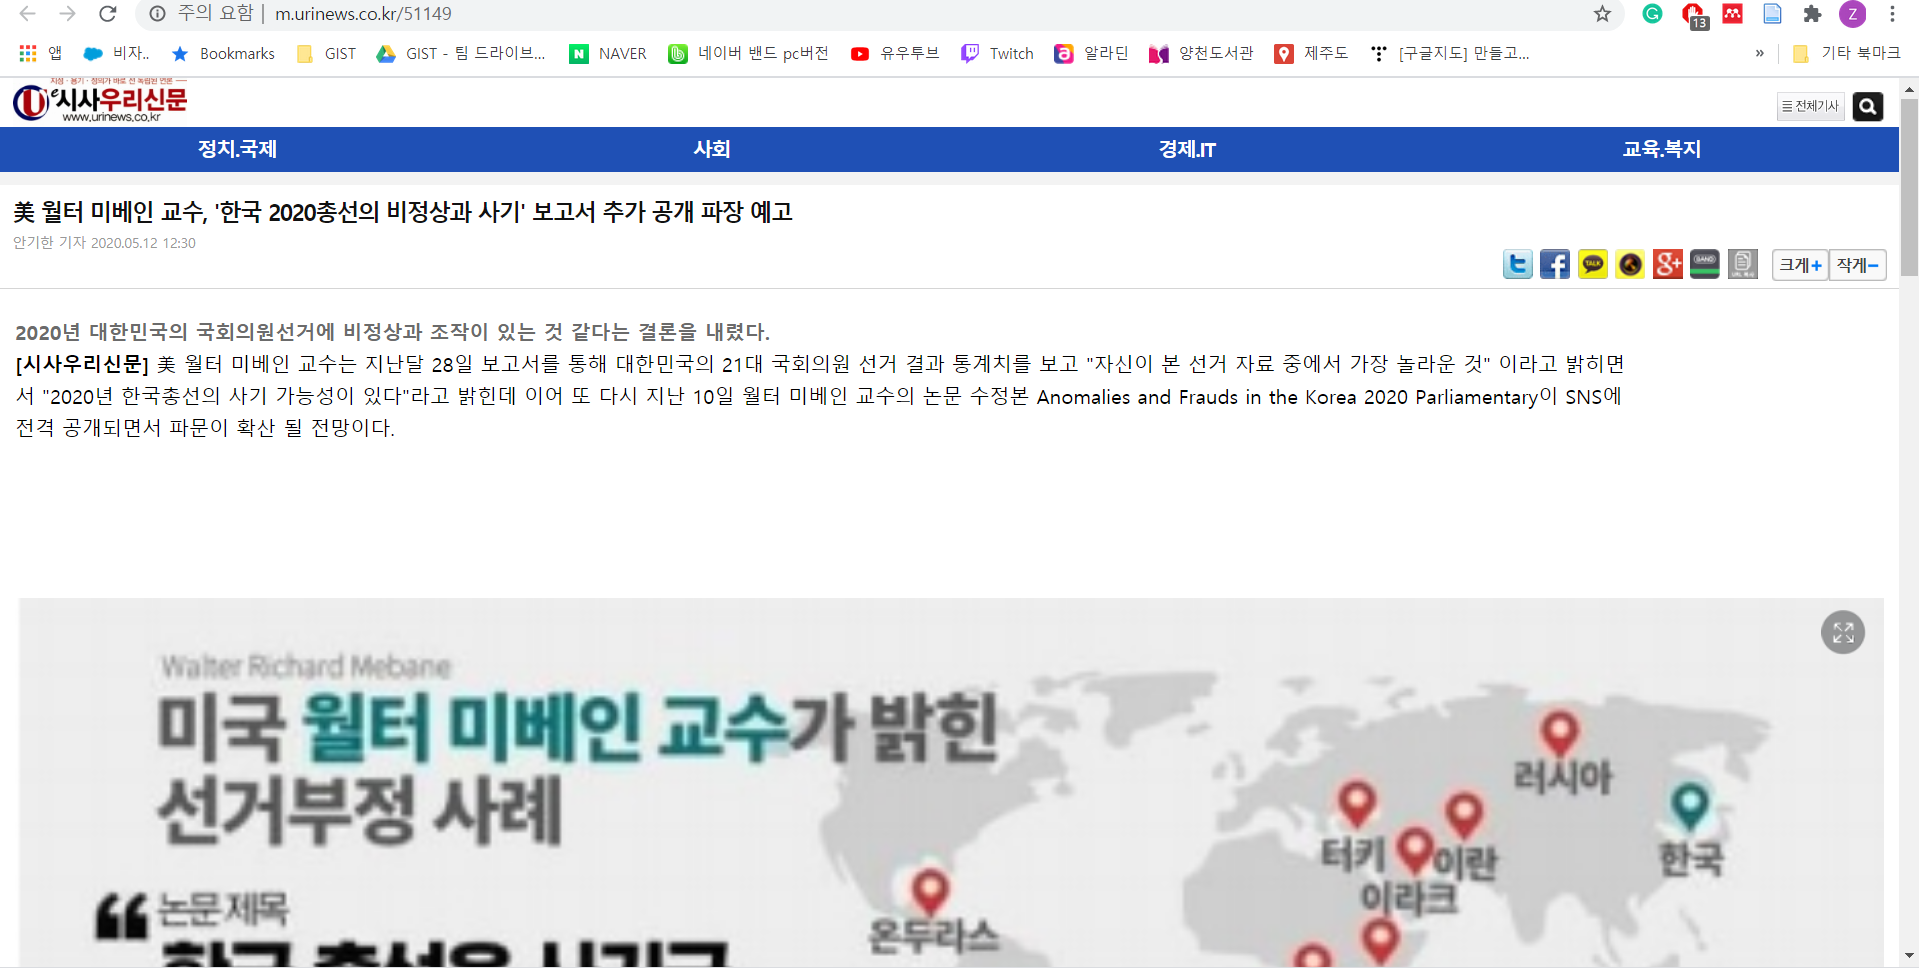 주의 요함 | m.urinews.co.kr/51149
13
Z
앱
비자..
Bookmarks
GIST
GIST - 팀 드라이브...
NAVER
네이버 밴드 pc버전
유우투브
Twitch
알라딘
양천도서관
제주도
[구글지도] 만들고...
»
기타 북마크
지성·용기·정의가 바로 선 독립된 언론
e시사우리신문
www.urinews.co.kr
전체기사
정치.국제
사회
경제.IT
교육.복지
美 월터 미베인 교수, '한국 2020총선의 비정상과 사기' 보고서 추가 공개 파장 예고
안기한 기자 2020.05.12 12:30
TALK
BAND
크게+
작게−
2020년 대한민국의 국회의원선거에 비정상과 조작이 있는 것 같다는 결론을 내렸다.
[시사우리신문] 美 월터 미베인 교수는 지난달 28일 보고서를 통해 대한민국의 21대 국회의원 선거 결과 통계치를 보고 "자신이 본 선거 자료 중에서 가장 놀라운 것" 이라고 밝히면
서 "2020년 한국총선의 사기 가능성이 있다"라고 밝힌데 이어 또 다시 지난 10일 월터 미베인 교수의 논문 수정본 Anomalies and Frauds in the Korea 2020 Parliamentary이 SNS에
전격 공개되면서 파문이 확산 될 전망이다.
Walter Richard Mebane
미국 월터 미베인 교수가 밝힌
선거부정 사례
러시아
터키
이란
한국
이라크
온두라스
“ 논문 제목